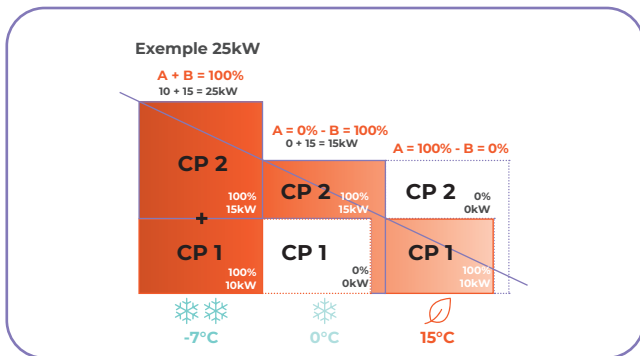 Exemple 25kW
A + B = 100%
10 + 15 = 25kW
A = 0% - B = 100%
0 + 15 = 15kW
A = 100% - B = 0%
CP 2
100%
15kW
CP 2
100%
15kW
CP 2
0%
0kW
+
CP 1
100%
10kW
CP 1
0%
0kW
CP 1
100%
10kW
-7°C
0°C
15°C